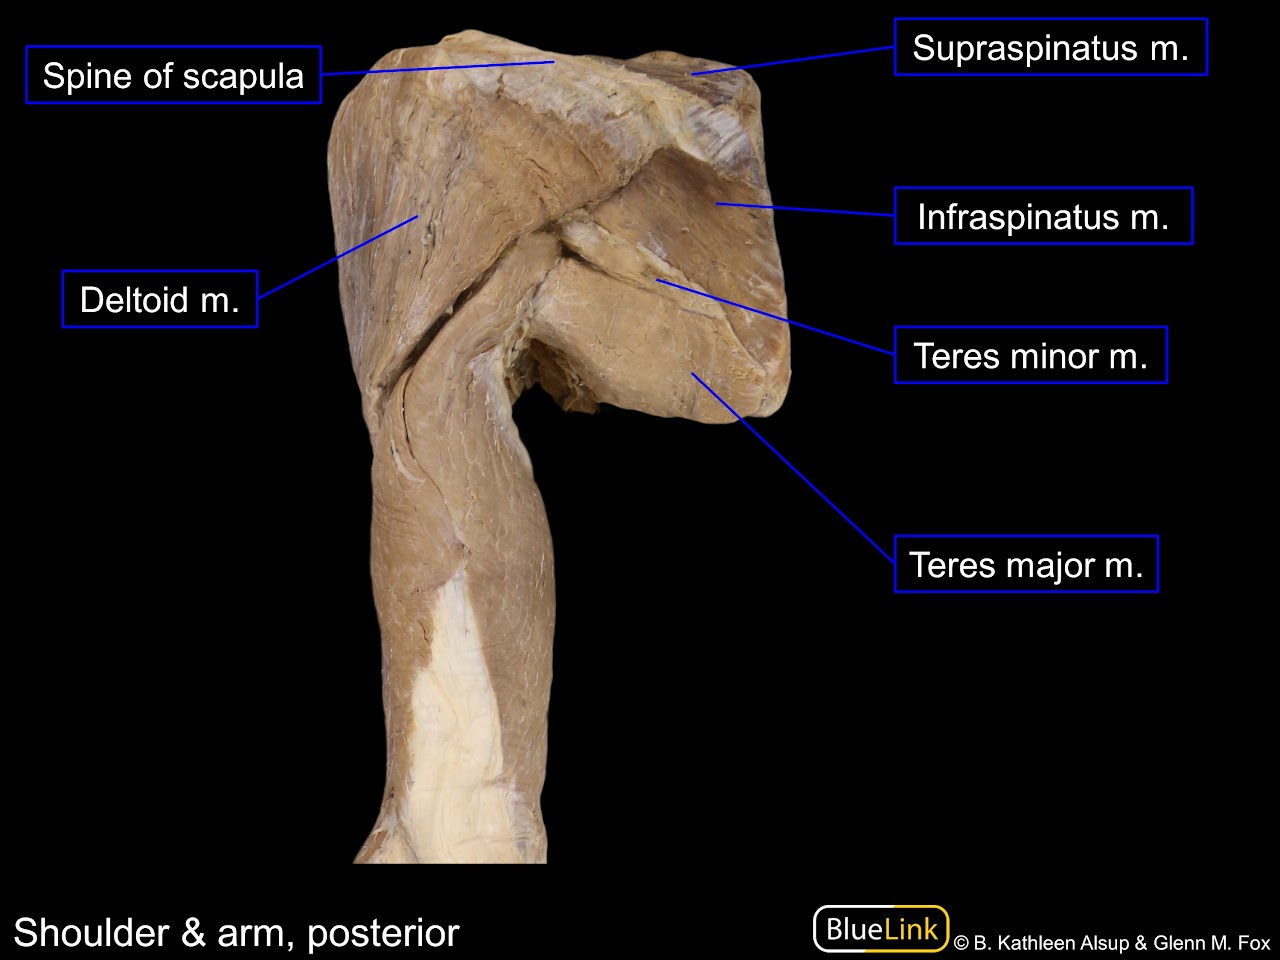 Spine of scapula
Supraspinatus m.
Infraspinatus m.
Deltoid m.
Teres minor m.
Teres major m.
Shoulder & arm, posterior
BlueLink
© B. Kathleen Alsup & Glenn M. Fox